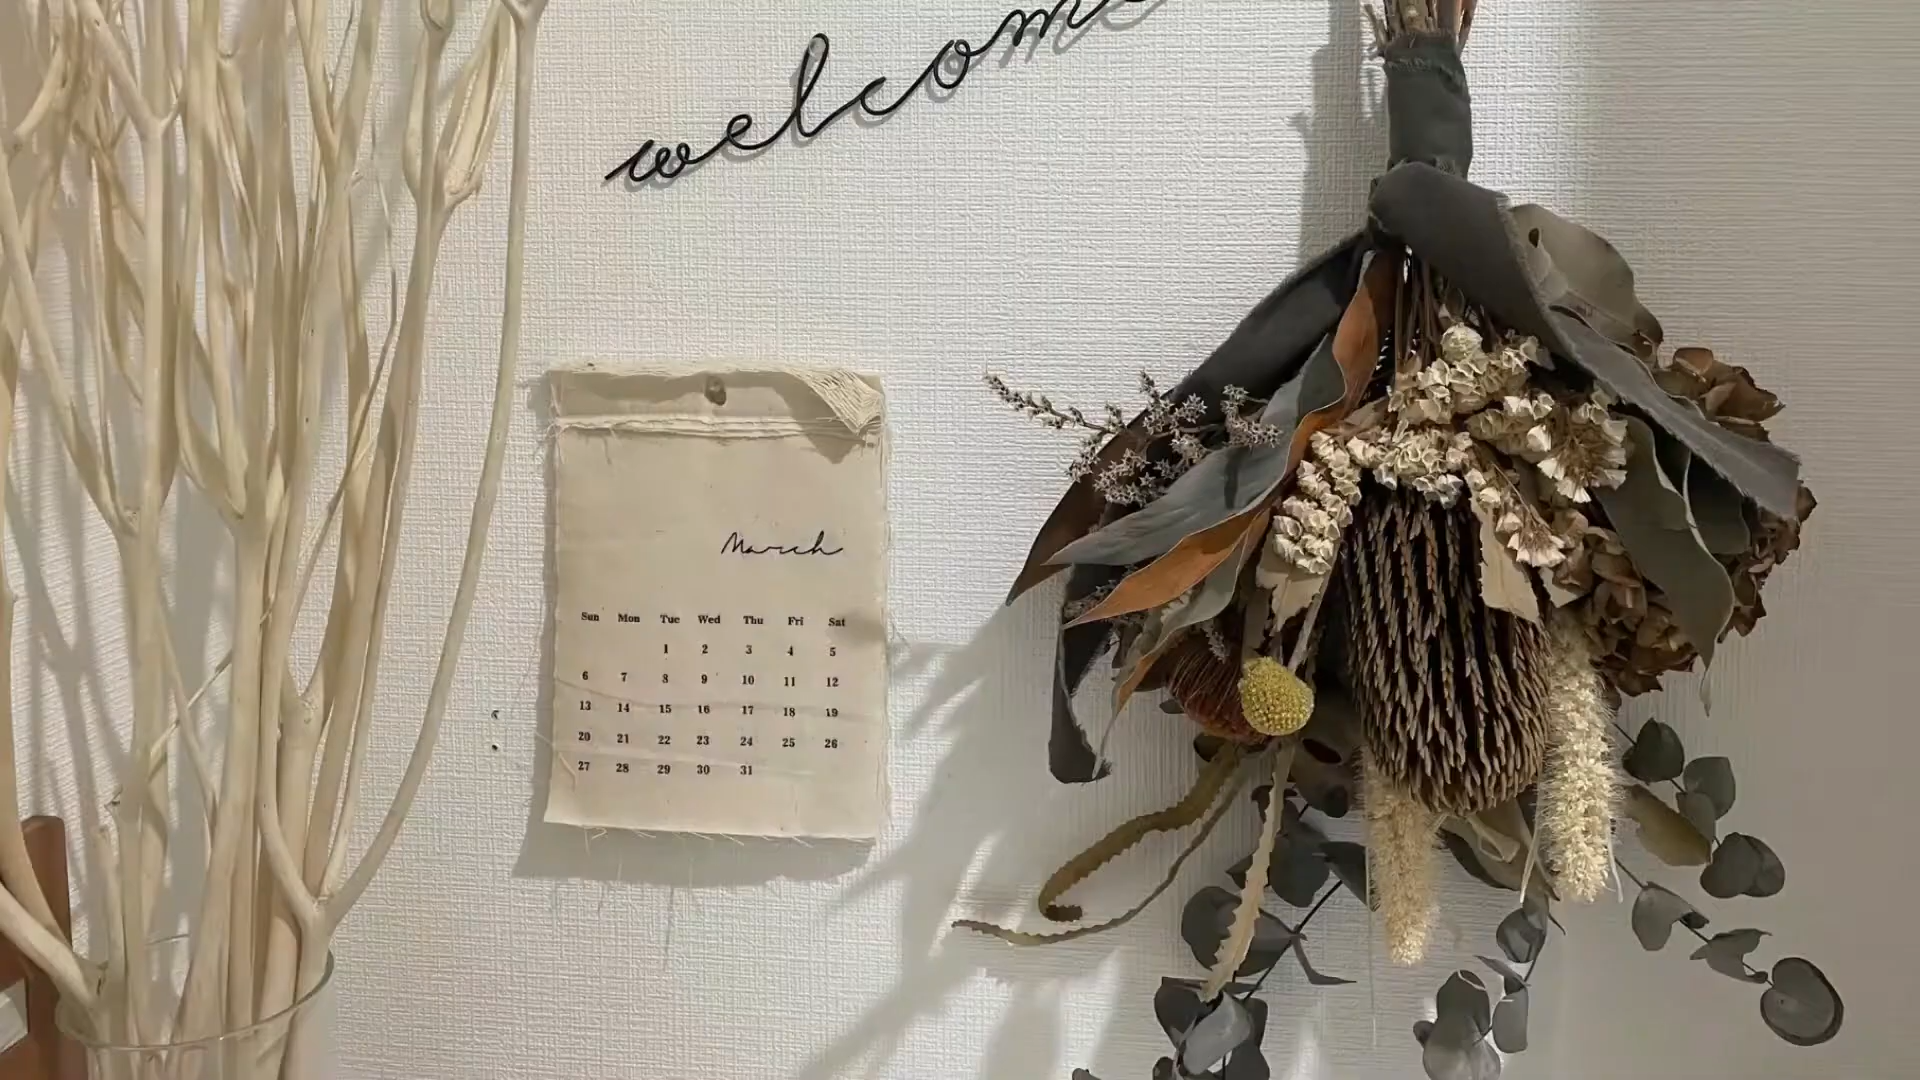 welcome
March
Sun Mon Tue Wed Thu Fri Sat
1 2 3 4 5
6 7 8 9 10 11 12
13 14 15 16 17 18 19
20 21 22 23 24 25 26
27 28 29 30 31